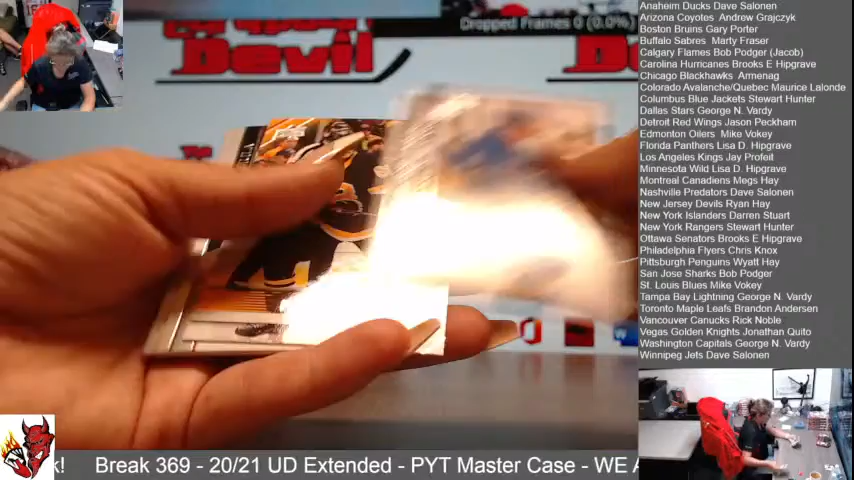 Dropped Frames 0 (0.0%)
Devil
Anaheim Ducks Dave Salonen
Arizona Coyotes Andrew Grajczyk
Boston Bruins Gary Porter
Buffalo Sabres Marty Fraser
Calgary Flames Bob Podger (Jacob)
Carolina Hurricanes Brooks E Hipgrave
Chicago Blackhawks Armenag
Colorado Avalanche/Quebec Maurice Lalonde
Columbus Blue Jackets Stewart Hunter
Dallas Stars George N. Vardy
Detroit Red Wings Jason Peckham
Edmonton Oilers Mike Vokey
Florida Panthers Lisa D. Hipgrave
Los Angeles Kings Jay Profeit
Minnesota Wild Lisa D. Hipgrave
Montreal Canadiens Megs Hay
Nashville Predators Dave Salonen
New Jersey Devils Ryan Hay
New York Islanders Darren Stuart
New York Rangers Stewart Hunter
Ottawa Senators Brooks E Hipgrave
Philadelphia Flyers Chris Knox
Pittsburgh Penguins Wyatt Hay
San Jose Sharks Bob Podger
St. Louis Blues Mike Vokey
Tampa Bay Lightning George N. Vardy
Toronto Maple Leafs Brandon Andersen
Vancouver Canucks Rick Noble
Vegas Golden Knights Jonathan Quito
Washington Capitals George N. Vardy
Winnipeg Jets Dave Salonen
k! Break 369 - 20/21 UD Extended - PYT Master Case - WE A